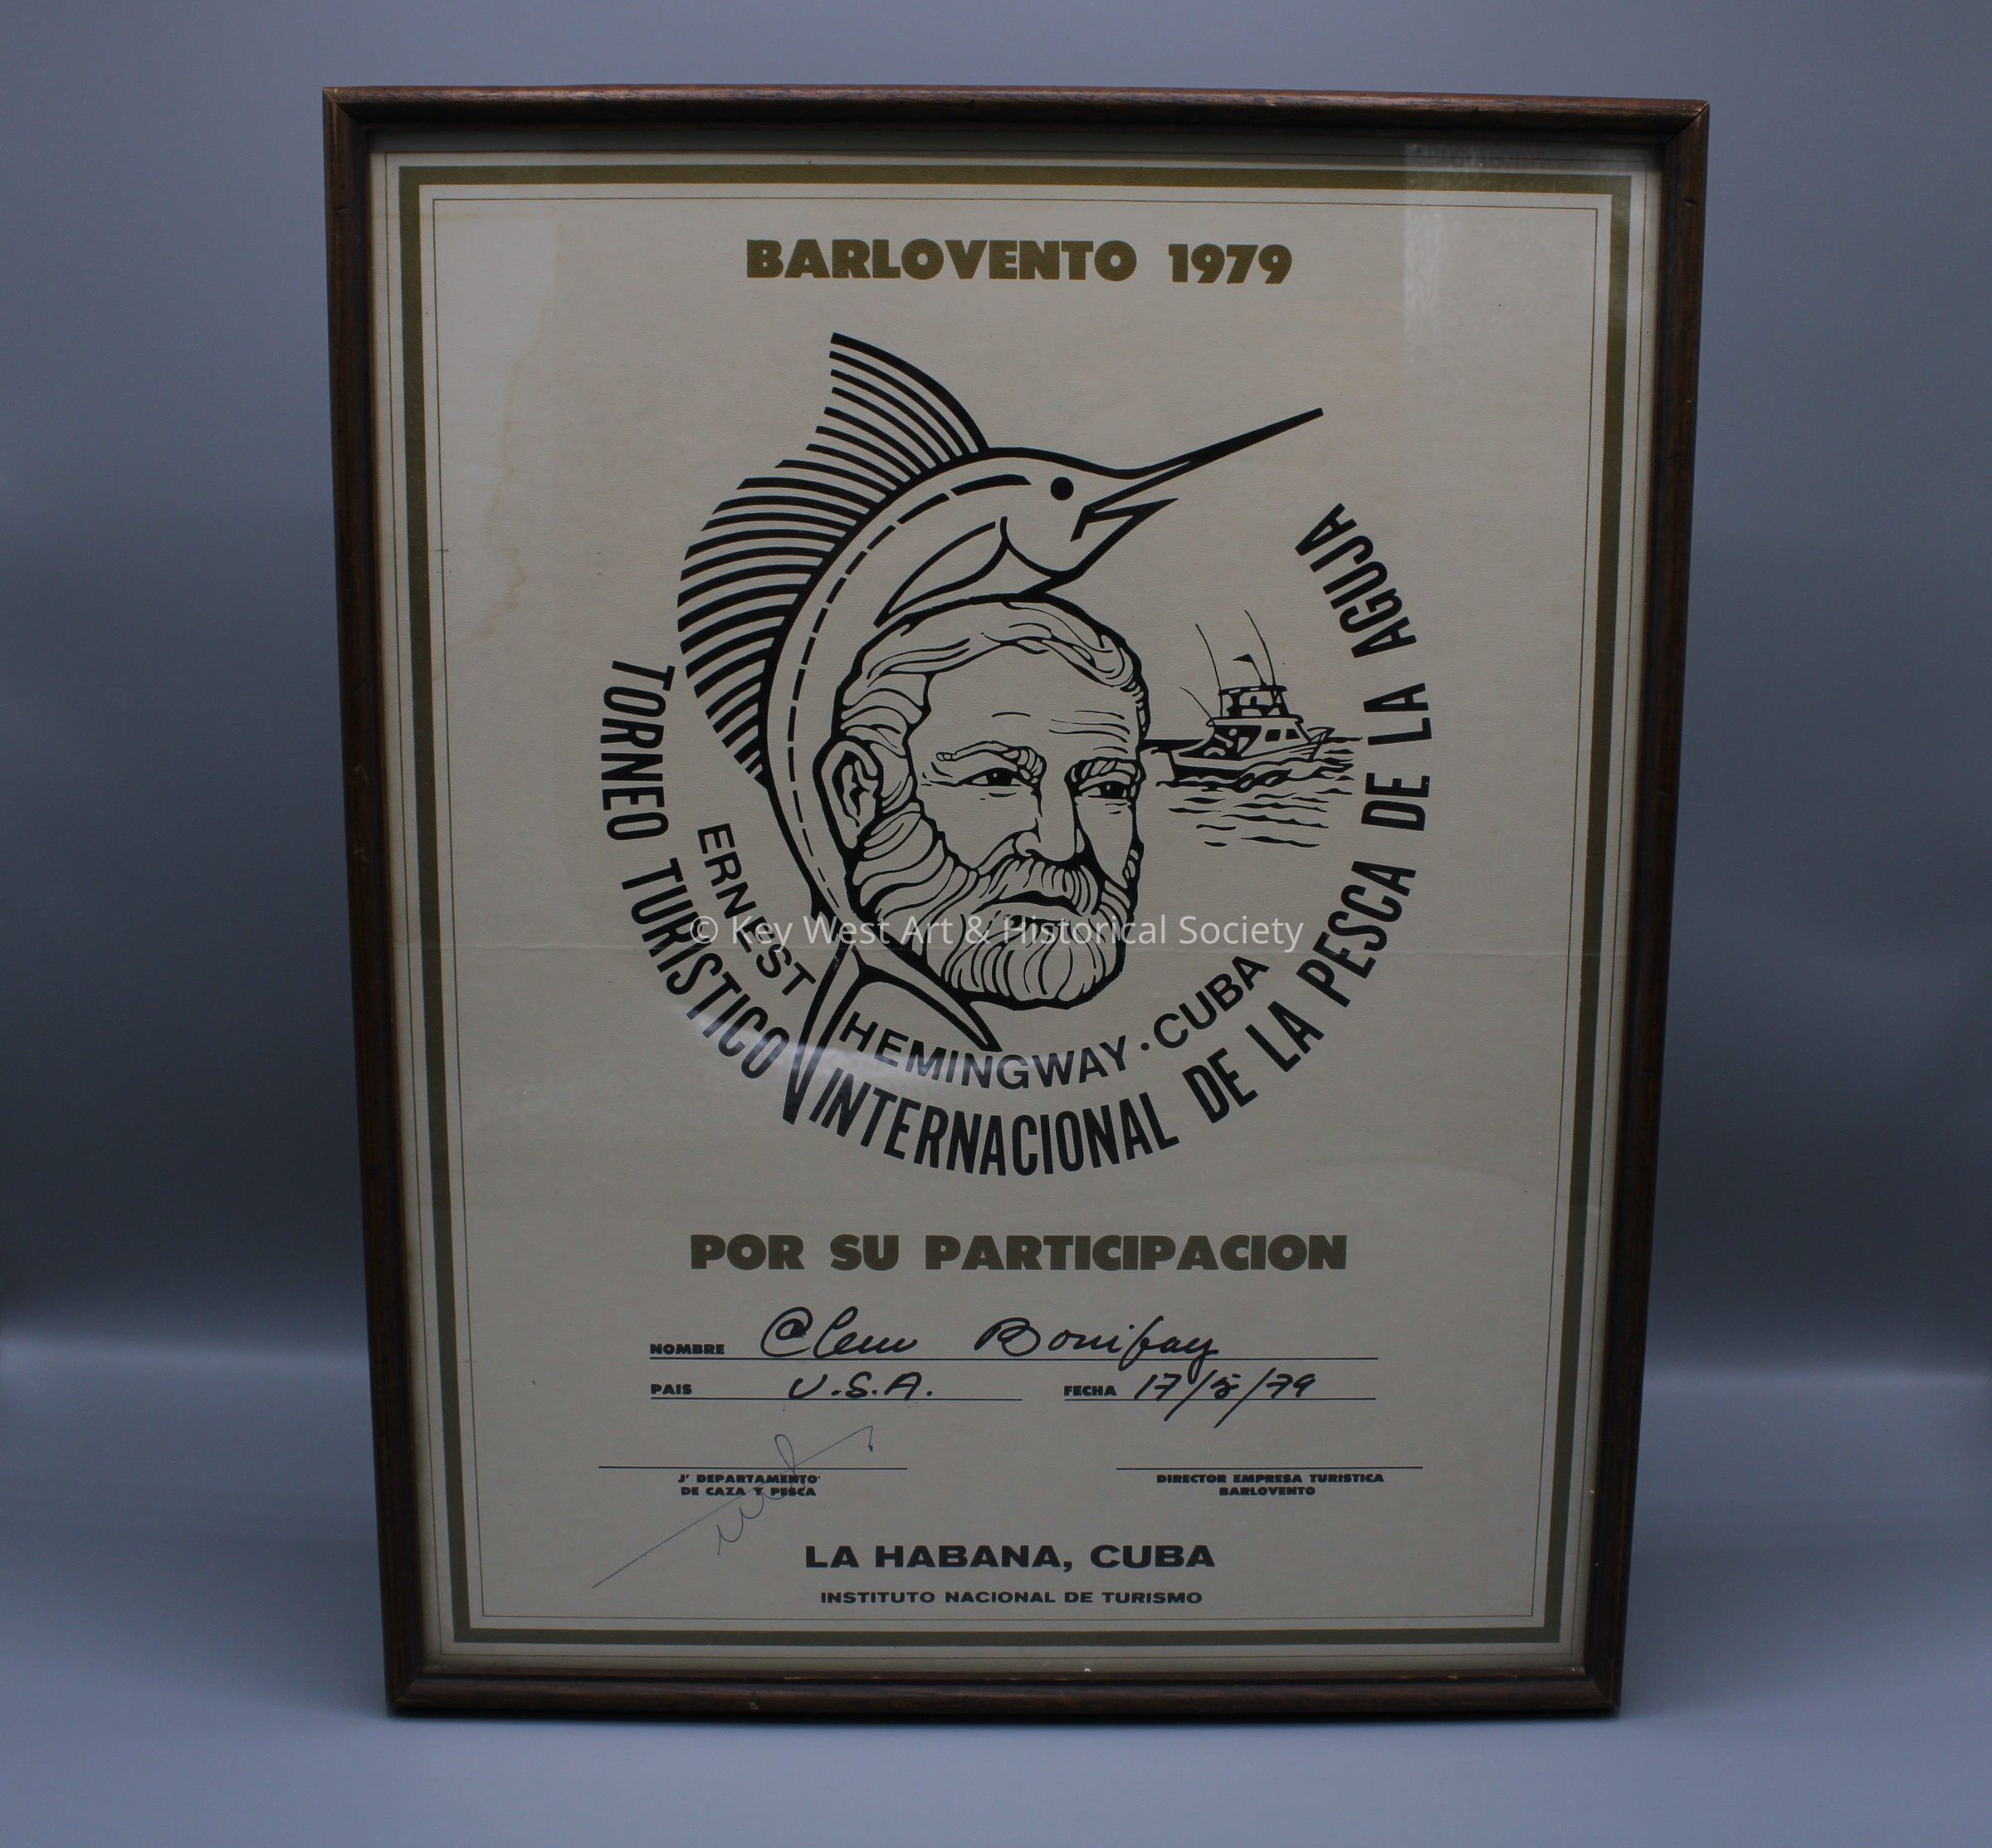 BARLOVENTO 1979
TORNEO TURISTICO INTERNACIONAL DE LA PESCA DE LA AGUJA
ERNEST HEMINGWAY · CUBA
© Key West Art & Historical Society
POR SU PARTICIPACION
NOMBRE Clem Bonifay
PAIS U.S.A. FECHA 17/5/79
J' DEPARTAMENTO
DE CAZA Y PESCA
DIRECTOR EMPRESA TURISTICA
BARLOVENTO
LA HABANA, CUBA
INSTITUTO NACIONAL DE TURISMO